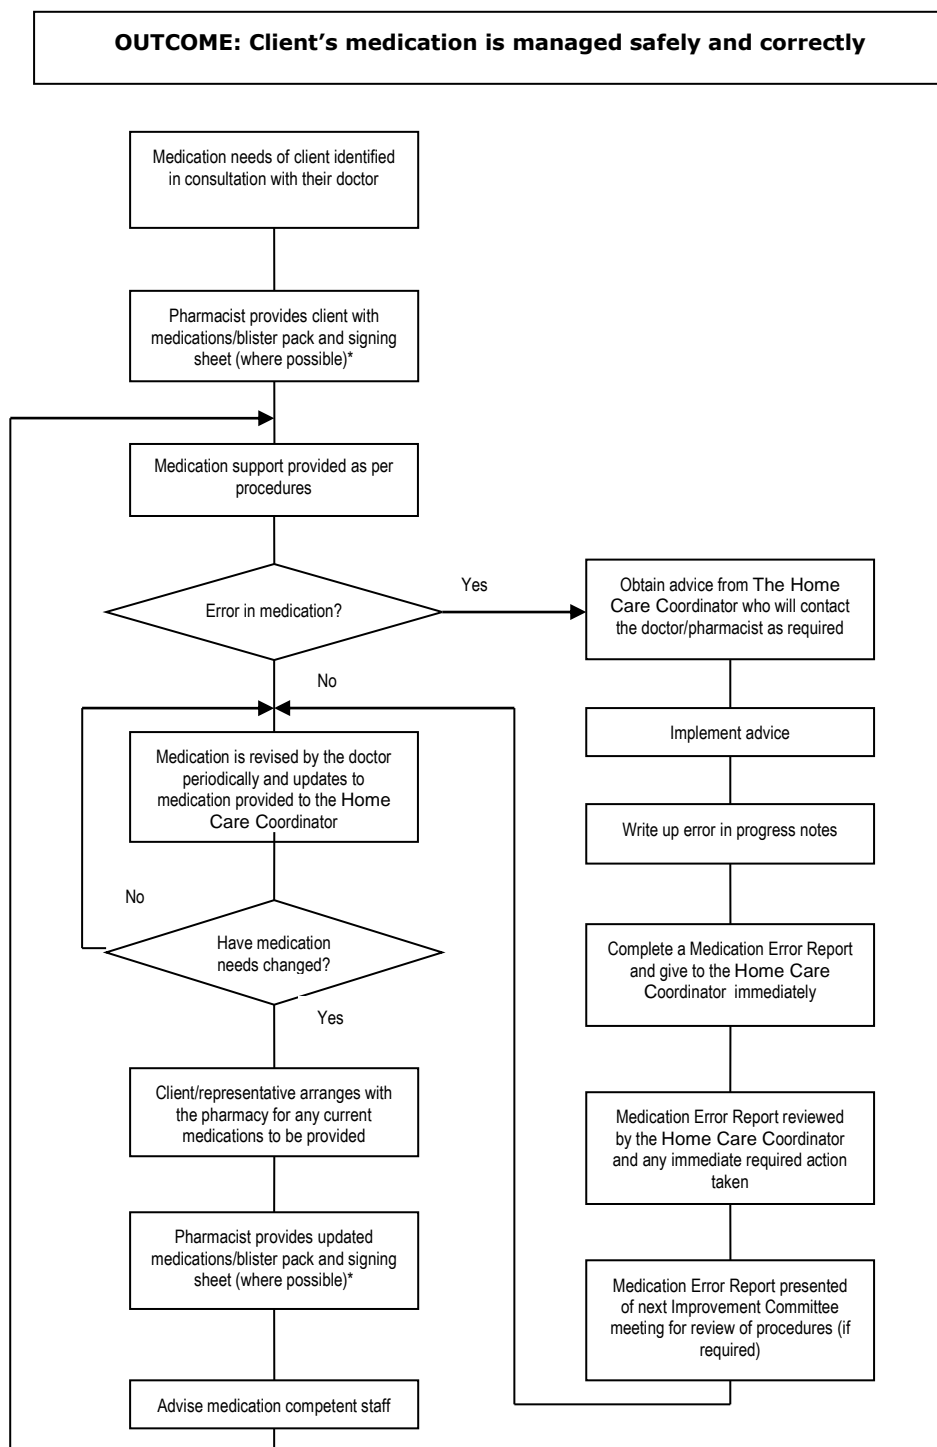 OUTCOME: Client’s medication is managed safely and correctly
Medication needs of client identified
in consultation with their doctor
Pharmacist provides client with
medications/blister pack and signing
sheet (where possible)*
Medication support provided as per
procedures
Error in medication?
Yes
Obtain advice from The Home
Care Coordinator who will contact
the doctor/pharmacist as required
No
Implement advice
Medication is revised by the doctor
periodically and updates to
medication provided to the Home
Care Coordinator
Write up error in progress notes
No
Have medication
needs changed?
Complete a Medication Error Report
and give to the Home Care
Coordinator immediately
Yes
Client/representative arranges with
the pharmacy for any current
medications to be provided
Medication Error Report reviewed
by the Home Care Coordinator
and any immediate required action
taken
Pharmacist provides updated
medications/blister pack and signing
sheet (where possible)*
Medication Error Report presented
of next Improvement Committee
meeting for review of procedures (if
required)
Advise medication competent staff